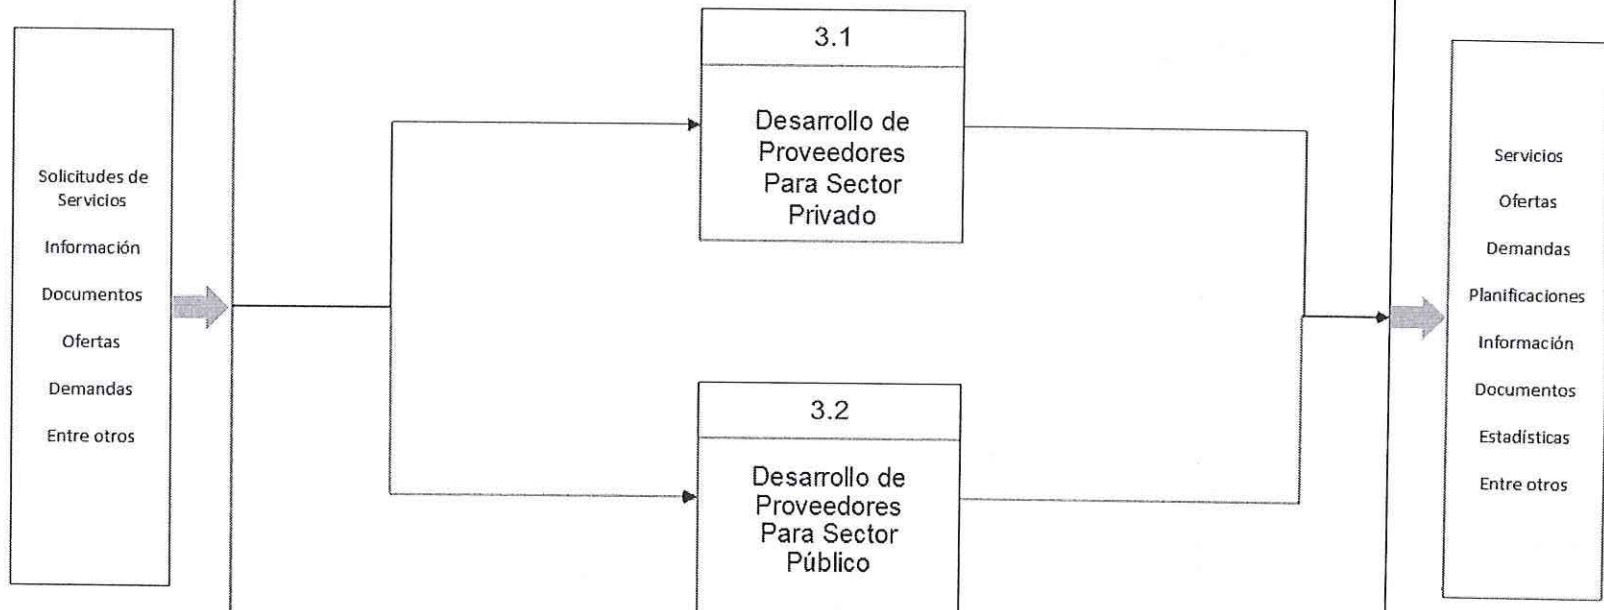 Solicitudes de
Servicios
Información
Documentos
Ofertas
Demandas
Entre otros
3.1
Desarrollo de
Proveedores
Para Sector
Privado
3.2
Desarrollo de
Proveedores
Para Sector
Público
Servicios
Ofertas
Demandas
Planificaciones
Información
Documentos
Estadísticas
Entre otros